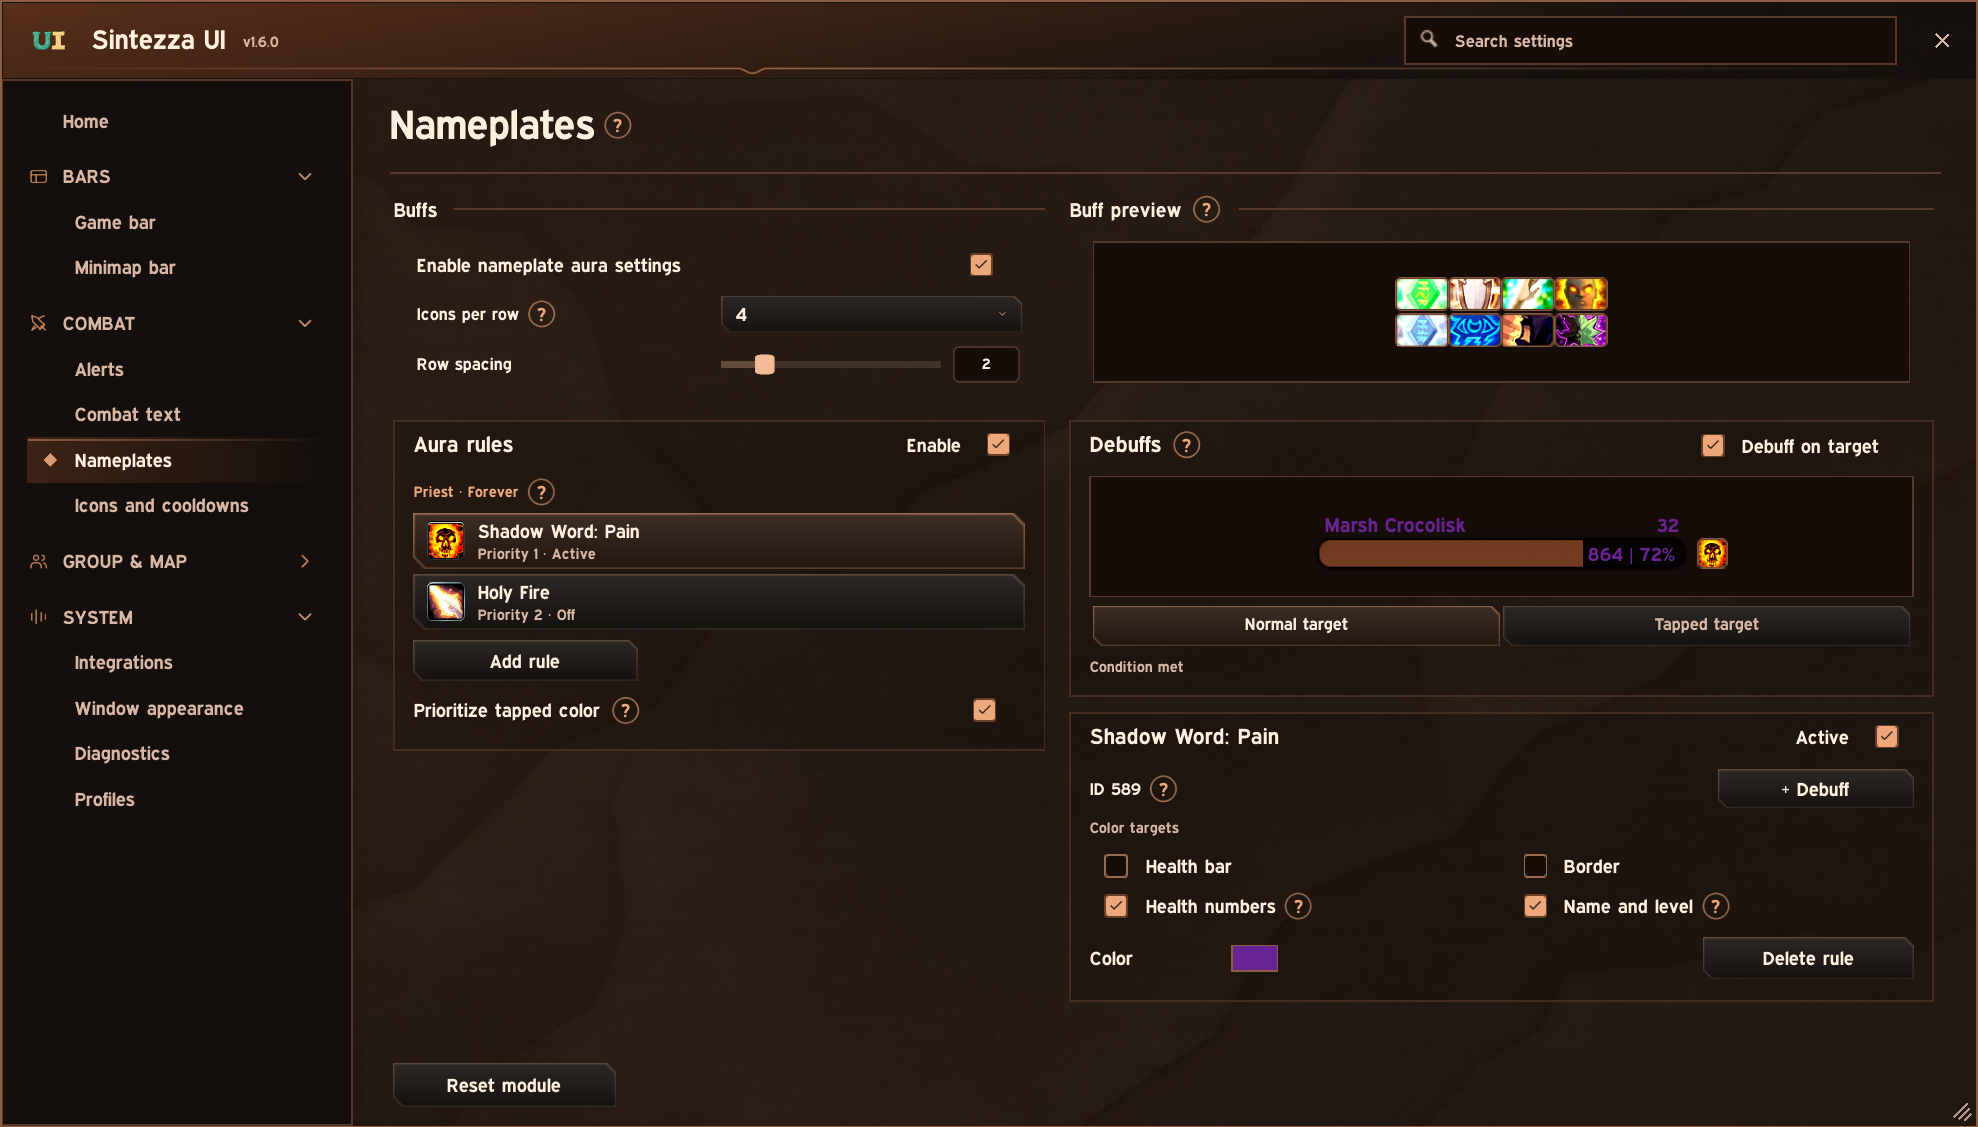 UI Sintezza UI v1.6.0
Search settings
Home
BARS
Game bar
Minimap bar
COMBAT
Alerts
Combat text
Nameplates
Icons and cooldowns
GROUP & MAP
SYSTEM
Integrations
Window appearance
Diagnostics
Profiles
Nameplates ?
Buffs
Enable nameplate aura settings
Icons per row ? 4
Row spacing 2
Aura rules Enable
Priest · Forever ?
Shadow Word: Pain
Priority 1 · Active
Holy Fire
Priority 2 · Off
Add rule
Prioritize tapped color ?
Reset module
Buff preview ?
Debuffs ? Debuff on target
Marsh Crocolisk 32
864 | 72%
Normal target Tapped target
Condition met
Shadow Word: Pain Active
ID 589 ? + Debuff
Color targets
Health bar Border
Health numbers ? Name and level ?
Color Delete rule